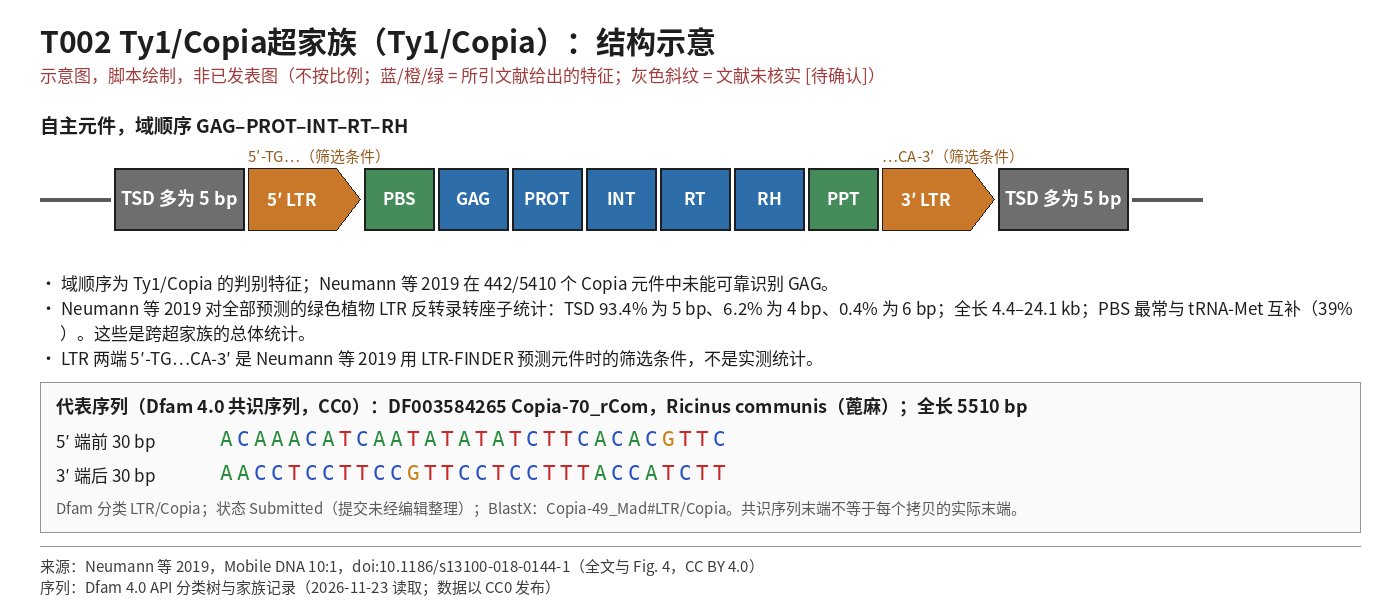 T002 Ty1/Copia超家族（Ty1/Copia）：结构示意
示意图，脚本绘制，非已发表图（不按比例；蓝/橙/绿 = 所引文献给出的特征；灰色斜纹 = 文献未核实 [待确认]）
自主元件，域顺序 GAG–PROT–INT–RT–RH
5′-TG…（筛选条件） …CA-3′（筛选条件）
TSD 多为 5 bp 5′ LTR PBS GAG PROT INT RT RH PPT 3′ LTR TSD 多为 5 bp
• 域顺序为 Ty1/Copia 的判别特征；Neumann 等 2019 在 442/5410 个 Copia 元件中未能可靠识别 GAG。
• Neumann 等 2019 对全部预测的绿色植物 LTR 反转录转座子统计：TSD 93.4% 为 5 bp、6.2% 为 4 bp、0.4% 为 6 bp；全长 4.4–24.1 kb；PBS 最常与 tRNA-Met 互补（39%
）。这些是跨超家族的总体统计。
• LTR 两端 5′-TG…CA-3′ 是 Neumann 等 2019 用 LTR-FINDER 预测元件时的筛选条件，不是实测统计。
代表序列（Dfam 4.0 共识序列，CC0）：DF003584265 Copia-70_rCom，Ricinus communis（蓖麻）；全长 5510 bp
5′ 端前 30 bp ACAAACATCAATATATATCTTCACACGTTC
3′ 端后 30 bp AACCTCCTTCCGTTCCTCCTTTACCATCTT
Dfam 分类 LTR/Copia；状态 Submitted（提交未经编辑整理）；BlastX：Copia-49_Mad#LTR/Copia。共识序列末端不等于每个拷贝的实际末端。
来源：Neumann 等 2019，Mobile DNA 10:1，doi:10.1186/s13100-018-0144-1（全文与 Fig. 4，CC BY 4.0）
序列：Dfam 4.0 API 分类树与家族记录（2026-11-23 读取；数据以 CC0 发布）